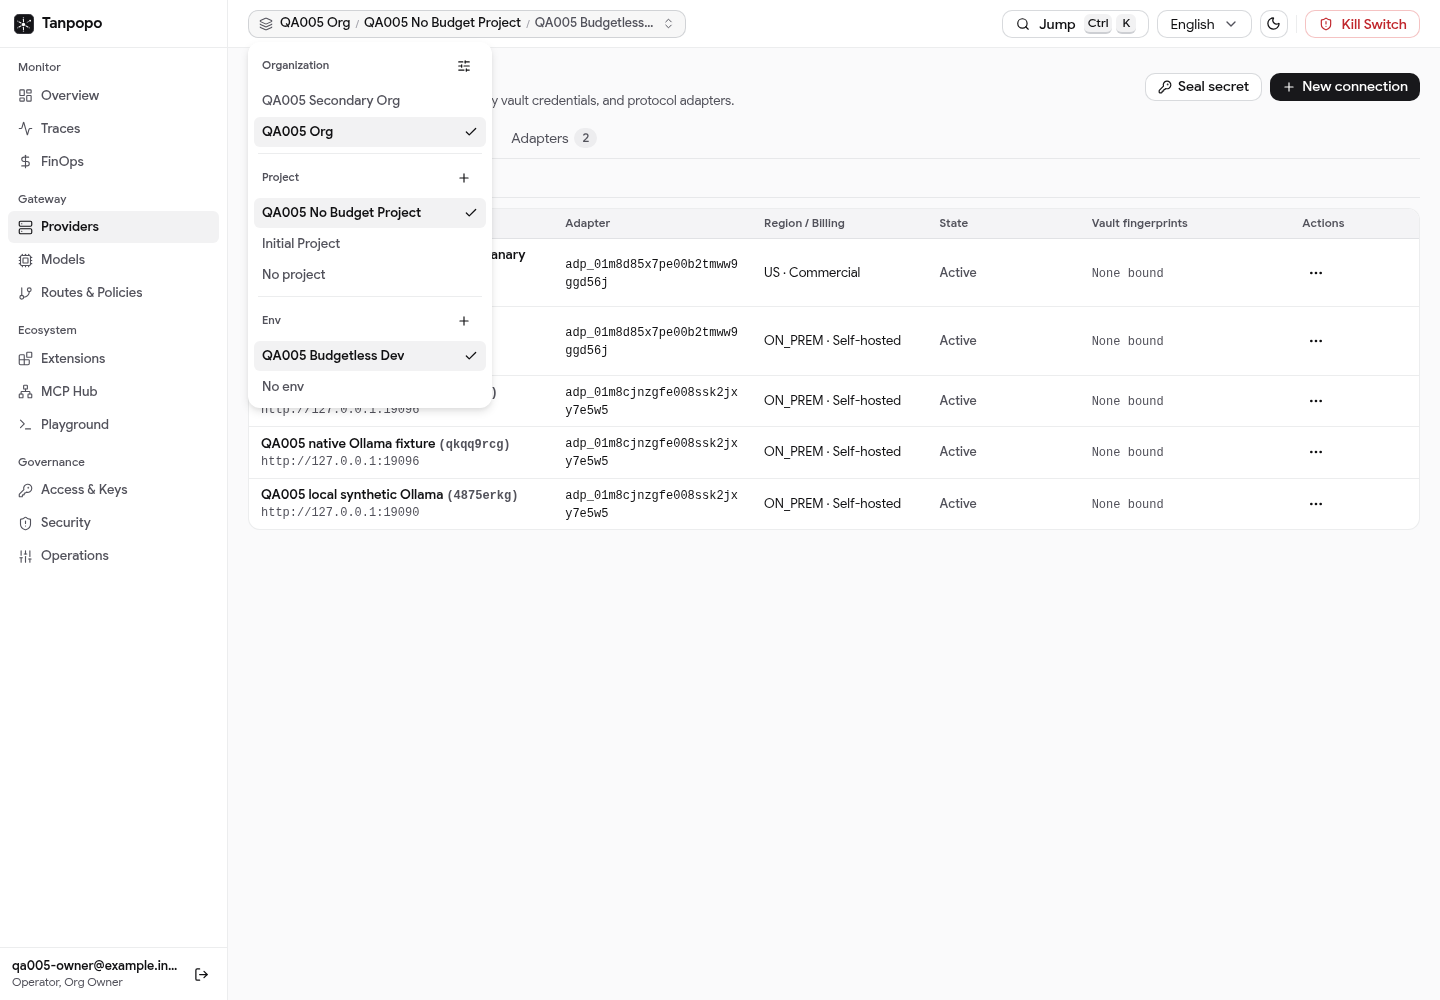 Tanpopo
QA005 Org / QA005 No Budget Project / QA005 Budgetless...
Jump Ctrl K
English
Kill Switch
Monitor
Overview
Traces
FinOps
Gateway
Providers
Models
Routes & Policies
Ecosystem
Extensions
MCP Hub
Playground
Governance
Access & Keys
Security
Operations
qa005-owner@example.in...
Operator, Org Owner
Organization
QA005 Secondary Org
QA005 Org
Project
QA005 No Budget Project
Initial Project
No project
Env
QA005 Budgetless Dev
No env
y vault credentials, and protocol adapters.
Seal secret
New connection
Adapters 2
Adapter Region / Billing State Vault fingerprints Actions
anary
adp_01m8d85x7pe00b2tmww9
ggd56j
US · Commercial Active None bound
adp_01m8d85x7pe00b2tmww9
ggd56j
ON_PREM · Self-hosted Active None bound
)
http://127.0.0.1:19096
adp_01m8cjnzgfe008ssk2jx
y7e5w5
ON_PREM · Self-hosted Active None bound
QA005 native Ollama fixture (qkqq9rcg)
http://127.0.0.1:19096
adp_01m8cjnzgfe008ssk2jx
y7e5w5
ON_PREM · Self-hosted Active None bound
QA005 local synthetic Ollama (4875erkg)
http://127.0.0.1:19090
adp_01m8cjnzgfe008ssk2jx
y7e5w5
ON_PREM · Self-hosted Active None bound